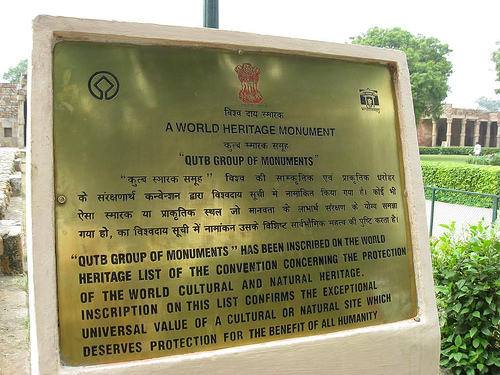 विश्व दाय स्मारक
A WORLD HERITAGE MONUMENT
कुत्ब स्मारक समूह
"QUTB GROUP OF MONUMENTS"
"कुत्ब स्मारक समूह" विश्व की सांस्कृतिक एवं प्राकृतिक धरोहर
के संरक्षणार्थ कन्वेन्शन द्वारा विश्वदाय सूची में नामांकित किया गया है। कोई भी
ऐसा स्मारक या प्राकृतिक स्थल जो मानवता के लाभार्थ संरक्षण के योग्य समझा
गया हो, का विश्वदाय सूची में नामांकन उसके विशिष्ट सार्वभौमिक महत्व की पुष्टि करता है।
"QUTB GROUP OF MONUMENTS" HAS BEEN INSCRIBED ON THE WORLD
HERITAGE LIST OF THE CONVENTION CONCERNING THE PROTECTION
OF THE WORLD CULTURAL AND NATURAL HERITAGE.
INSCRIPTION ON THIS LIST CONFIRMS THE EXCEPTIONAL
UNIVERSAL VALUE OF A CULTURAL OR NATURAL SITE WHICH
DESERVES PROTECTION FOR THE BENEFIT OF ALL HUMANITY